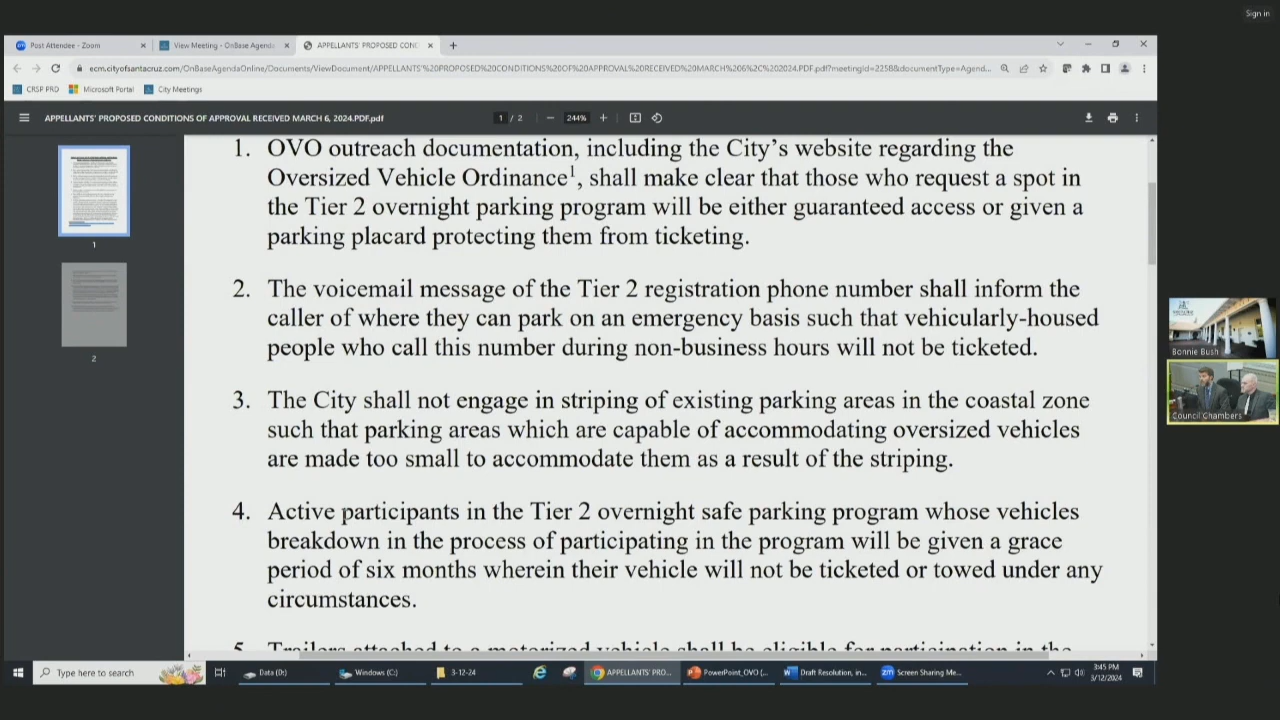 Sign in
Post Attendee - Zoom
View Meeting - OnBase Agenda
APPELLANTS' PROPOSED CONE
ecm.cityofsantacruz.com/OnBaseAgendaOnline/Documents/ViewDocument/APPELLANTS'%20PROPOSED%20CONDITIONS%20OF%20APPROVAL%20RECEIVED%20MARCH%206%2C%202024.PDF.pdf?meetingId=2258&documentType=Agend...
CRSP PRD Microsoft Portal City Meetings
APPELLANTS' PROPOSED CONDITIONS OF APPROVAL RECEIVED MARCH 6, 2024.PDF.pdf
1 / 2
244%
1
2
1. OVO outreach documentation, including the City's website regarding the
Oversized Vehicle Ordinance1, shall make clear that those who request a spot in
the Tier 2 overnight parking program will be either guaranteed access or given a
parking placard protecting them from ticketing.
2. The voicemail message of the Tier 2 registration phone number shall inform the
caller of where they can park on an emergency basis such that vehicularly-housed
people who call this number during non-business hours will not be ticketed.
3. The City shall not engage in striping of existing parking areas in the coastal zone
such that parking areas which are capable of accommodating oversized vehicles
are made too small to accommodate them as a result of the striping.
4. Active participants in the Tier 2 overnight safe parking program whose vehicles
breakdown in the process of participating in the program will be given a grace
period of six months wherein their vehicle will not be ticketed or towed under any
circumstances.
5. Trailers attached to a motorized vehicle shall be eligible for participation in the
Bonnie Bush
Council Chambers
Type here to search
Data (D:)
Windows (C:)
3-12-24
APPELLANTS' PRO...
PowerPoint_OVO (...
Draft Resolution, in...
Screen Sharing Me...
3:45 PM
3/12/2024